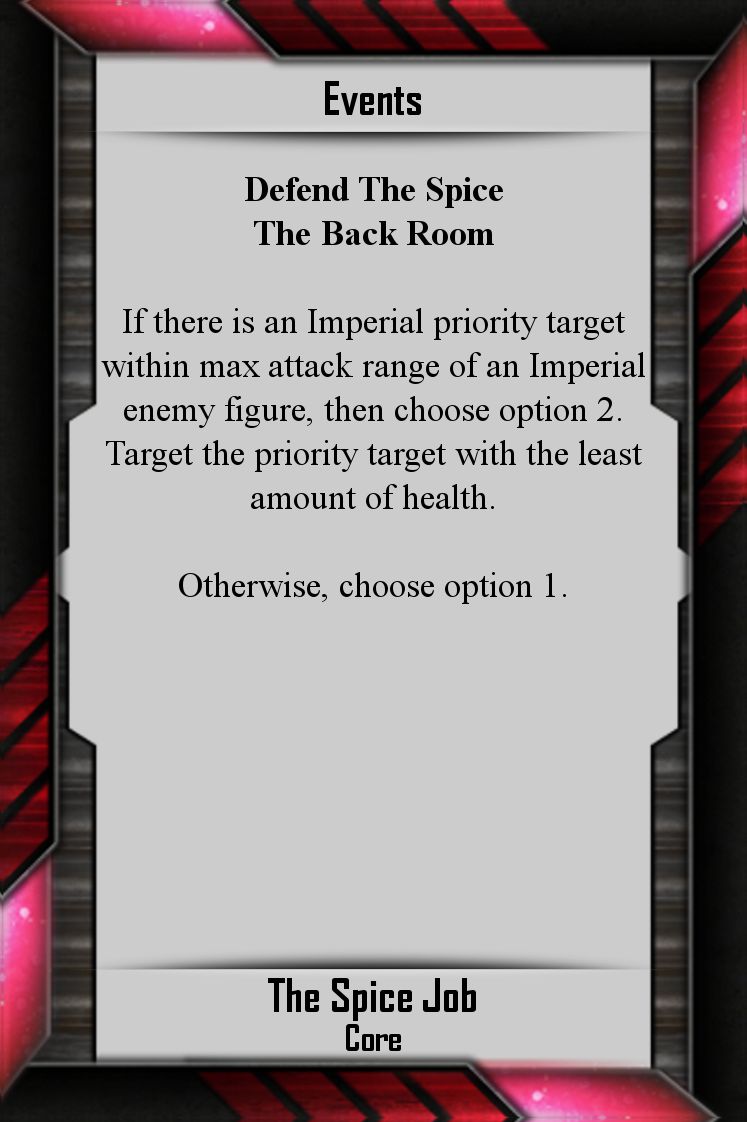 Events
Defend The Spice
The Back Room
If there is an Imperial priority target
within max attack range of an Imperial
enemy figure, then choose option 2.
Target the priority target with the least
amount of health.
Otherwise, choose option 1.
The Spice Job
Core